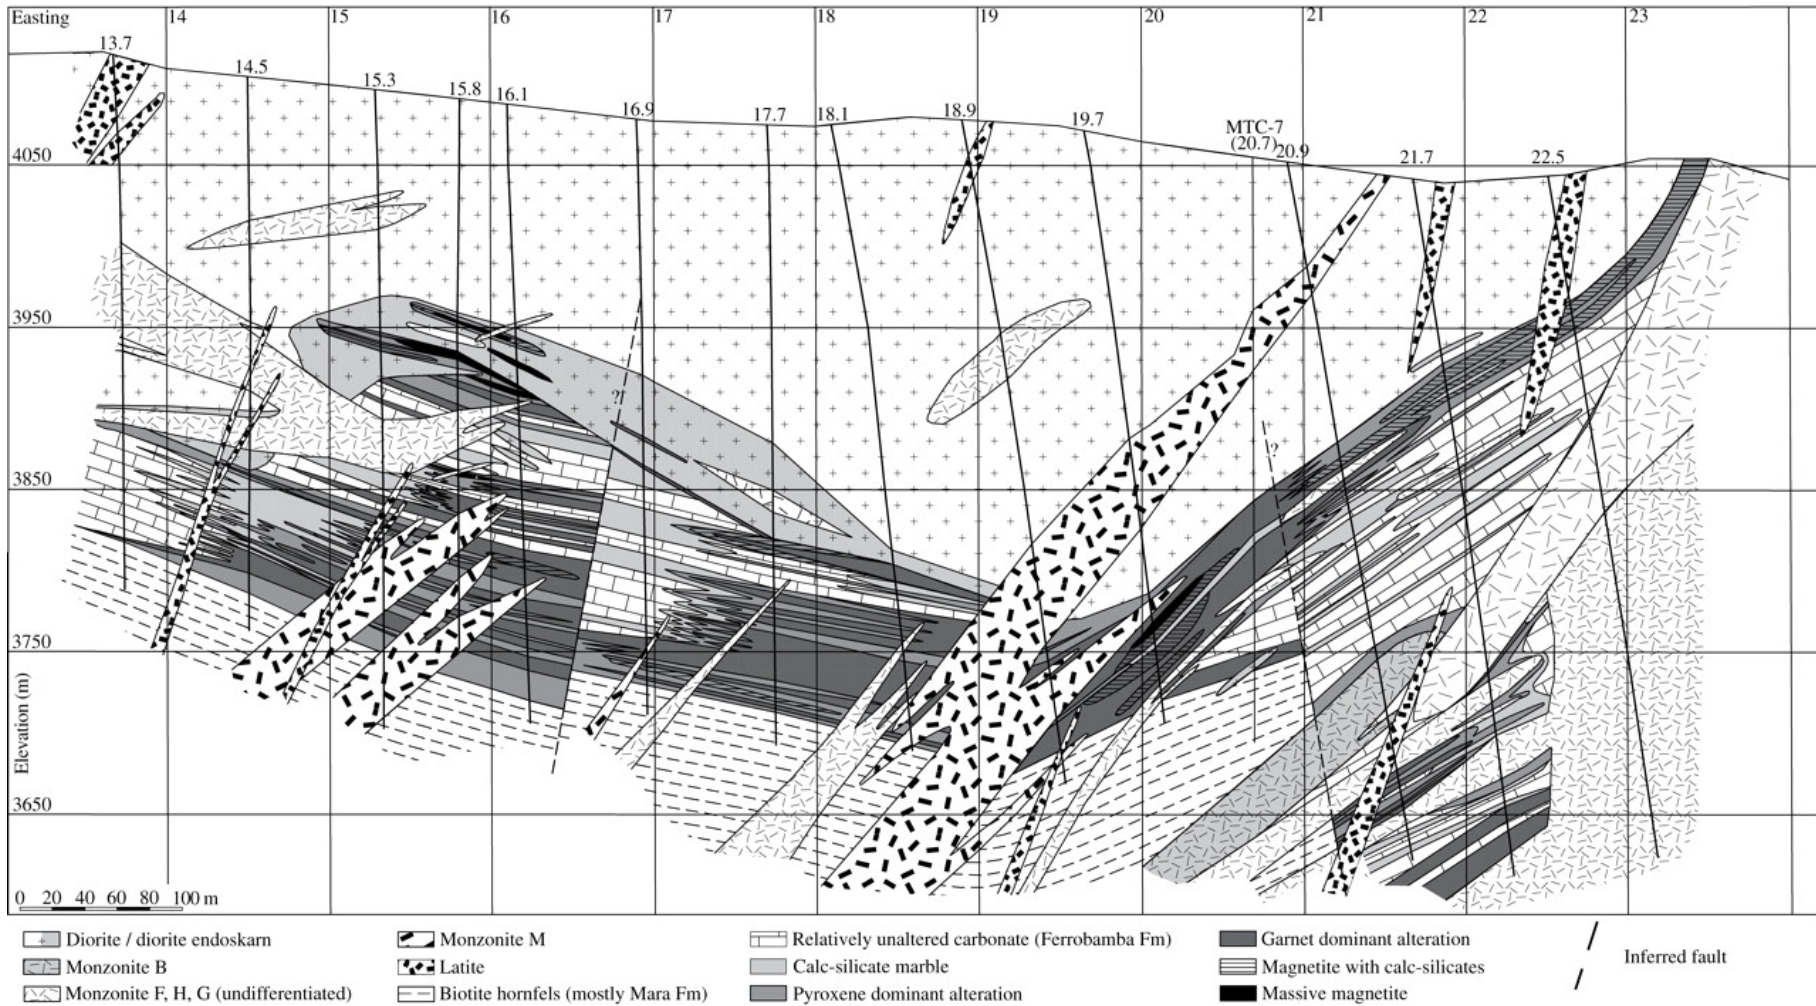 Easting 14 15 16 17 18 19 20 21 22 23
13.7
14.5
15.3
15.8
16.1
16.9
17.7
18.1
18.9
19.7
MTC-7
(20.7)
20.9
21.7
22.5
4050
3950
?
?
3850
3750
Elevation (m)
3650
0 20 40 60 80 100 m
Diorite / diorite endoskarn
Monzonite B
Monzonite F, H, G (undifferentiated)
Monzonite M
Latite
Biotite hornfels (mostly Mara Fm)
Relatively unaltered carbonate (Ferrobamba Fm)
Calc-silicate marble
Pyroxene dominant alteration
Garnet dominant alteration
Magnetite with calc-silicates
Massive magnetite
Inferred fault